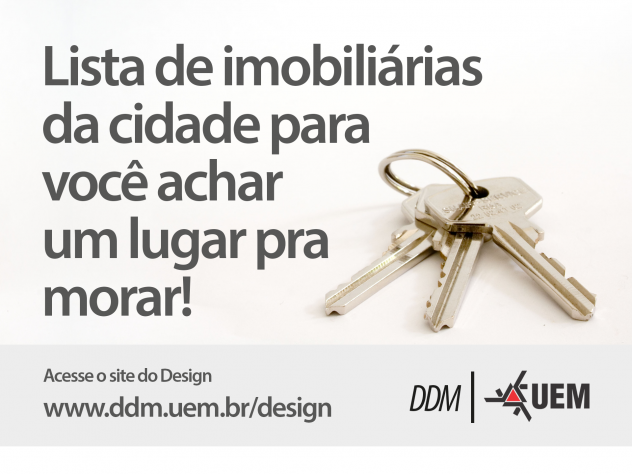 Lista de imobiliárias
da cidade para
você achar
um lugar pra
morar!
Acesse o site do Design
www.ddm.uem.br/design
DDM
UEM